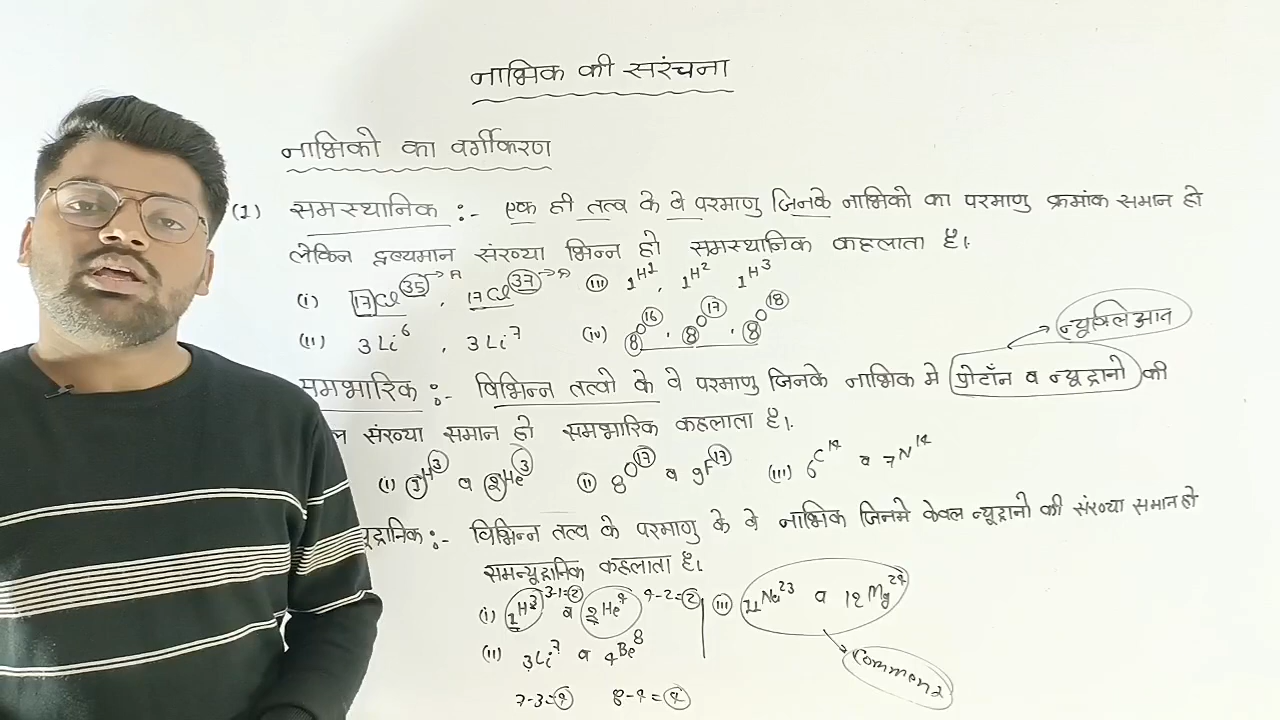 नाभिक की सरंचना
नाभिको का वर्गीकरण
(1) समस्थानिक :- एक ही तत्व के वे परमाणु जिनके नाभिको का परमाणु क्रमांक समान हो
लेकिन द्रव्यमान संख्या भिन्न हो समस्थानिक कहलाता है।
(i) 17Cl35 → A , 17Cl37 → A (iii) 1H1, 1H2 1H3
(ii) 3Li6 , 3Li7 (iv) 8O16 , 8O17 , 8O18
न्यूक्लिआन
समभारिक :- विभिन्न तत्वो के वे परमाणु जिनके नाभिक मे प्रोटॉन व न्यूट्रानो की
संख्या समान हो समभारिक कहलाता है।
(i) 1H3 व 2He3 (ii) 8O17 व 9F17 (iii) 6C14 व 7N14
यूट्रानिक :- विभिन्न तत्व के परमाणु के वे नाभिक जिनमे केवल न्यूट्रानो की संख्या समान हो
समन्यूट्रानिक कहलाता है।
(i) 1H3 3-1=2 व 2He4 4-2=2 (iii) 11Na23 व 12Mg24
(ii) 3Li7 व 4Be8
7-3=4 8-4=4